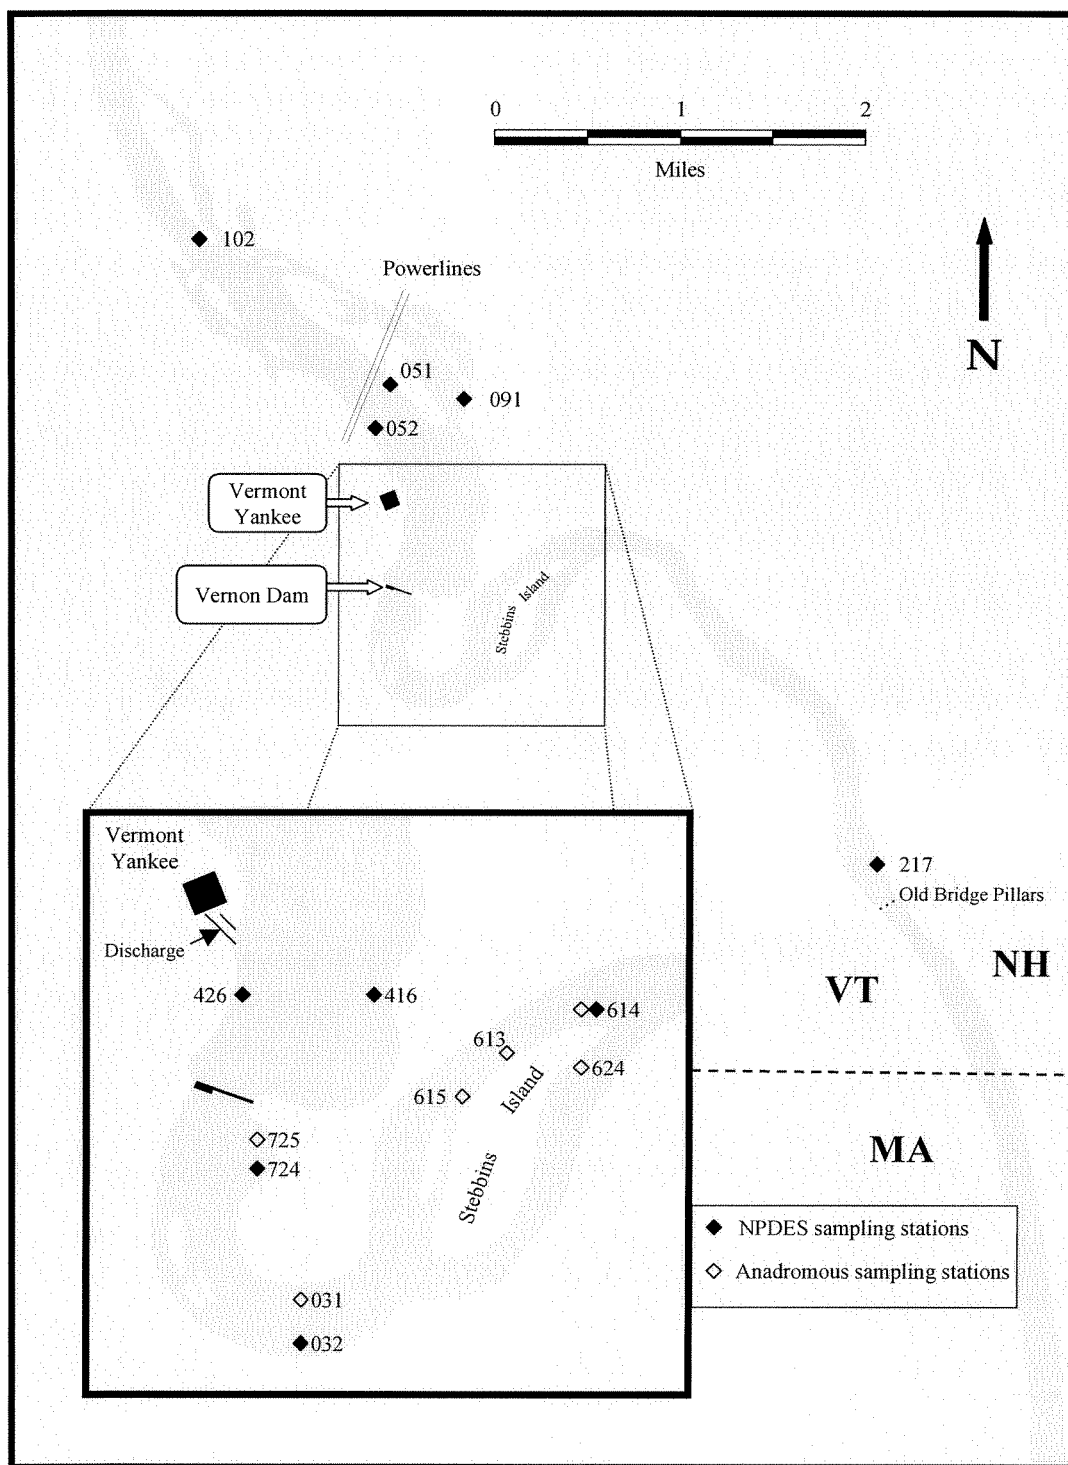 0 1 2
Miles
102
Powerlines
N
051
091
052
Vermont
Yankee
Vernon Dam
Stebbins Island
217
Old Bridge Pillars
NH
VT
MA
Vermont
Yankee
Discharge
426
416
614
613
624
615
Island
Stebbins
725
724
031
032
NPDES sampling stations
Anadromous sampling stations